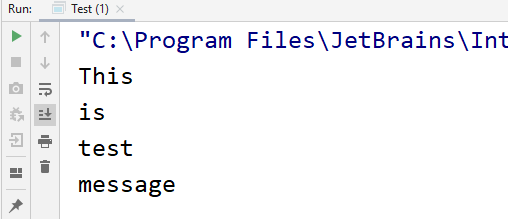 Run: Test (1)
"C:\Program Files\JetBrains\Int
This
is
test
message